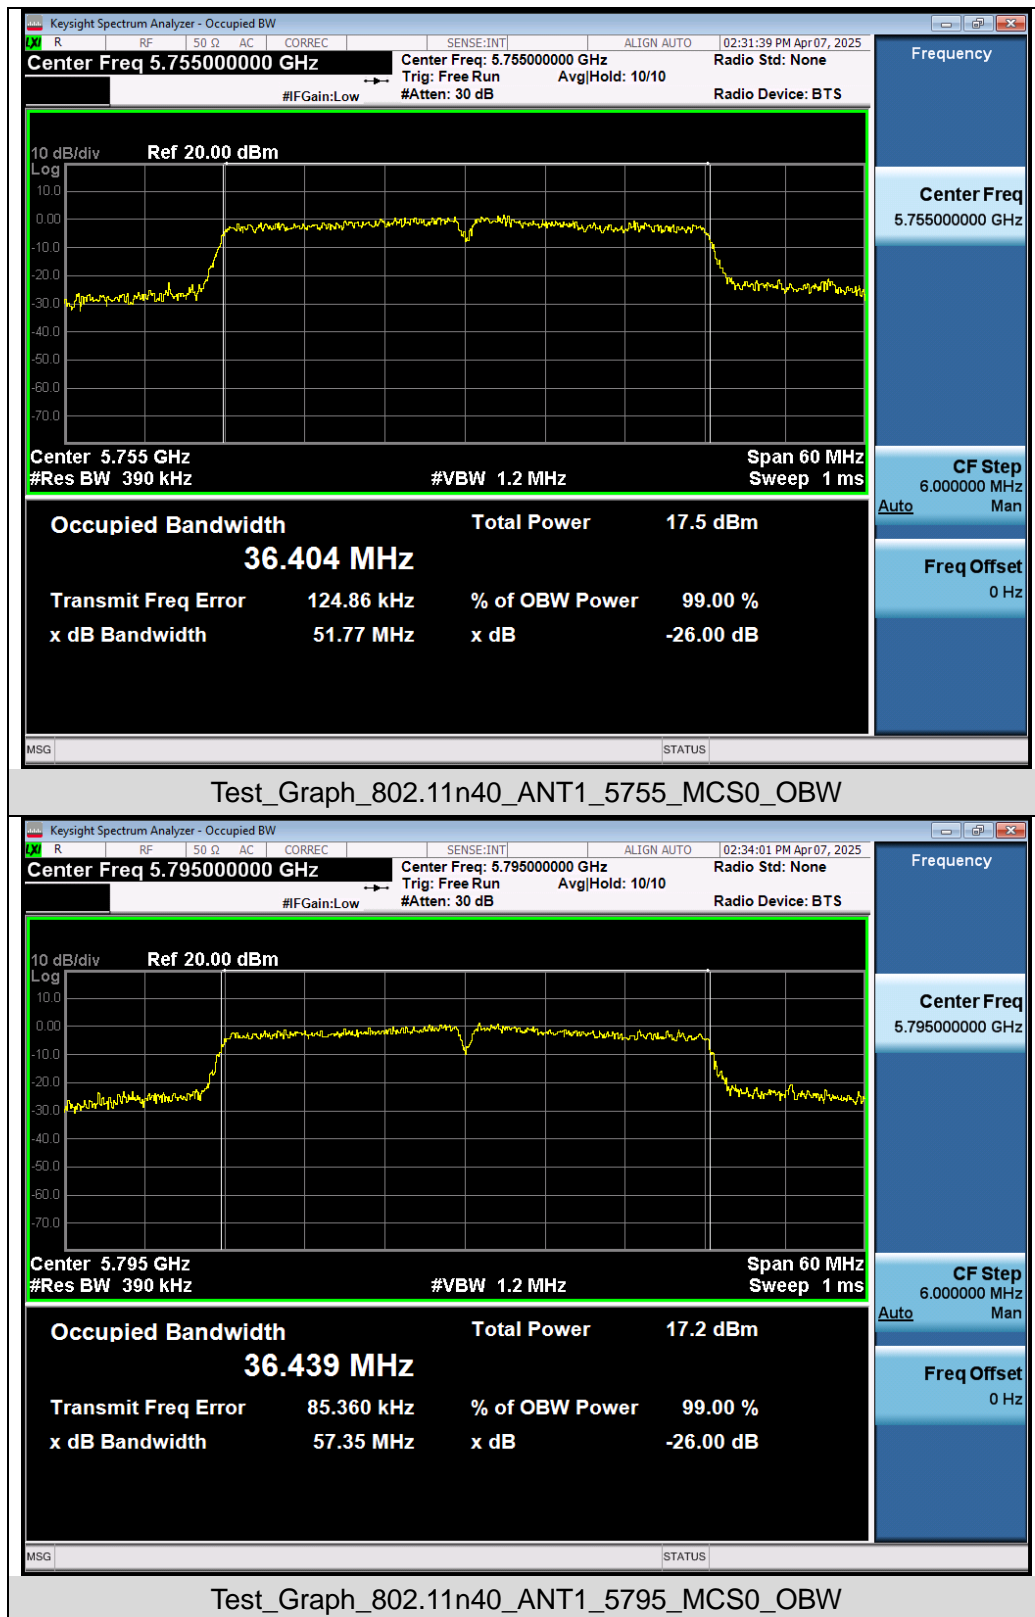 Keysight Spectrum Analyzer - Occupied BW
LXI R RF 50 Ω AC CORREC SENSE:INT ALIGN AUTO 02:31:39 PM Apr 07, 2025
Center Freq 5.755000000 GHz
Center Freq: 5.755000000 GHz
Radio Std: None
Trig: Free Run Avg|Hold: 10/10
#IFGain:Low
#Atten: 30 dB
Radio Device: BTS
Frequency
10 dB/div Ref 20.00 dBm
Log
10.0
0.00
-10.0
-20.0
-30.0
-40.0
-50.0
-60.0
-70.0
Center 5.755 GHz Span 60 MHz
#Res BW 390 kHz #VBW 1.2 MHz Sweep 1 ms
Center Freq
5.755000000 GHz
CF Step
6.000000 MHz
Auto Man
Freq Offset
0 Hz
Occupied Bandwidth Total Power 17.5 dBm
36.404 MHz
Transmit Freq Error 124.86 kHz % of OBW Power 99.00 %
x dB Bandwidth 51.77 MHz x dB -26.00 dB
MSG STATUS
Test_Graph_802.11n40_ANT1_5755_MCS0_OBW
Keysight Spectrum Analyzer - Occupied BW
LXI R RF 50 Ω AC CORREC SENSE:INT ALIGN AUTO 02:34:01 PM Apr 07, 2025
Center Freq 5.795000000 GHz
Center Freq: 5.795000000 GHz
Radio Std: None
Trig: Free Run Avg|Hold: 10/10
#IFGain:Low
#Atten: 30 dB
Radio Device: BTS
Frequency
10 dB/div Ref 20.00 dBm
Log
10.0
0.00
-10.0
-20.0
-30.0
-40.0
-50.0
-60.0
-70.0
Center 5.795 GHz Span 60 MHz
#Res BW 390 kHz #VBW 1.2 MHz Sweep 1 ms
Center Freq
5.795000000 GHz
CF Step
6.000000 MHz
Auto Man
Freq Offset
0 Hz
Occupied Bandwidth Total Power 17.2 dBm
36.439 MHz
Transmit Freq Error 85.360 kHz % of OBW Power 99.00 %
x dB Bandwidth 57.35 MHz x dB -26.00 dB
MSG STATUS
Test_Graph_802.11n40_ANT1_5795_MCS0_OBW